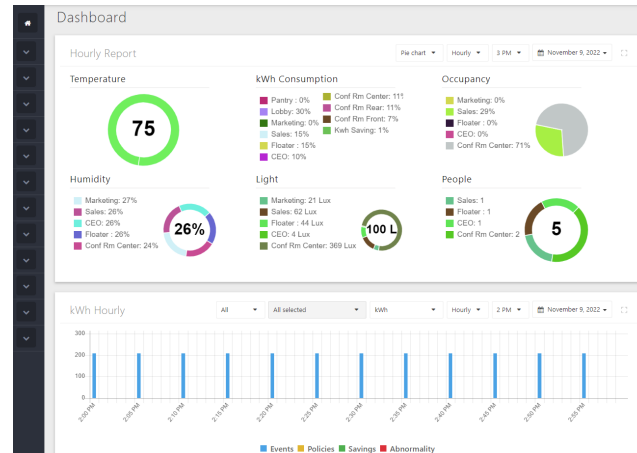 Dashboard
Hourly Report
Pie chart
Hourly
3 PM
November 9, 2022
Temperature
75
kWh Consumption
Pantry : 0%
Lobby: 30%
Marketing: 0%
Sales: 15%
Floater : 15%
CEO: 10%
Conf Rm Center: 11
Conf Rm Rear: 11%
Conf Rm Front: 7%
Kwh Saving: 1%
Occupancy
Marketing: 0%
Sales: 29%
Floater : 0%
CEO: 0%
Conf Rm Center: 71%
Humidity
Marketing: 27%
Sales: 26%
CEO: 26%
Floater : 26%
Conf Rm Center: 24%
26%
Light
Marketing: 21 Lux
Sales: 62 Lux
Floater : 44 Lux
CEO: 4 Lux
Conf Rm Center: 369 Lux
100 L
People
Sales: 1
Floater : 1
CEO: 1
Conf Rm Center: 2
5
kWh Hourly
All
All selected
kWh
Hourly
2 PM
November 9, 2022
300
200
100
0
2:00 PM
2:05 PM
2:10 PM
2:15 PM
2:20 PM
2:25 PM
2:30 PM
2:35 PM
2:40 PM
2:45 PM
2:50 PM
2:55 PM
Events Policies Savings Abnormality